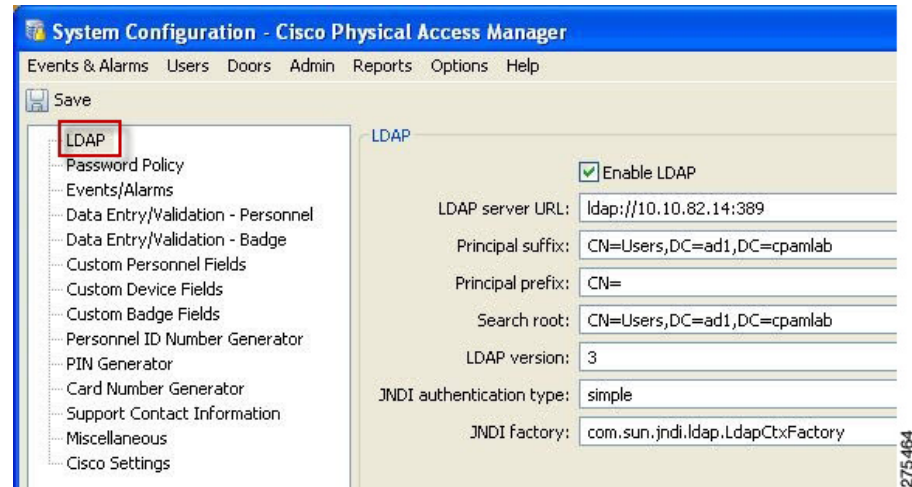 System Configuration - Cisco Physical Access Manager
Events & Alarms Users Doors Admin Reports Options Help
Save
LDAP
Password Policy
Events/Alarms
Data Entry/Validation - Personnel
Data Entry/Validation - Badge
Custom Personnel Fields
Custom Device Fields
Custom Badge Fields
Personnel ID Number Generator
PIN Generator
Card Number Generator
Support Contact Information
Miscellaneous
Cisco Settings
LDAP
Enable LDAP
LDAP server URL: ldap://10.10.82.14:389
Principal suffix: CN=Users,DC=ad1,DC=cpamlab
Principal prefix: CN=
Search root: CN=Users,DC=ad1,DC=cpamlab
LDAP version: 3
JNDI authentication type: simple
JNDI factory: com.sun.jndi.ldap.LdapCtxFactory
275464